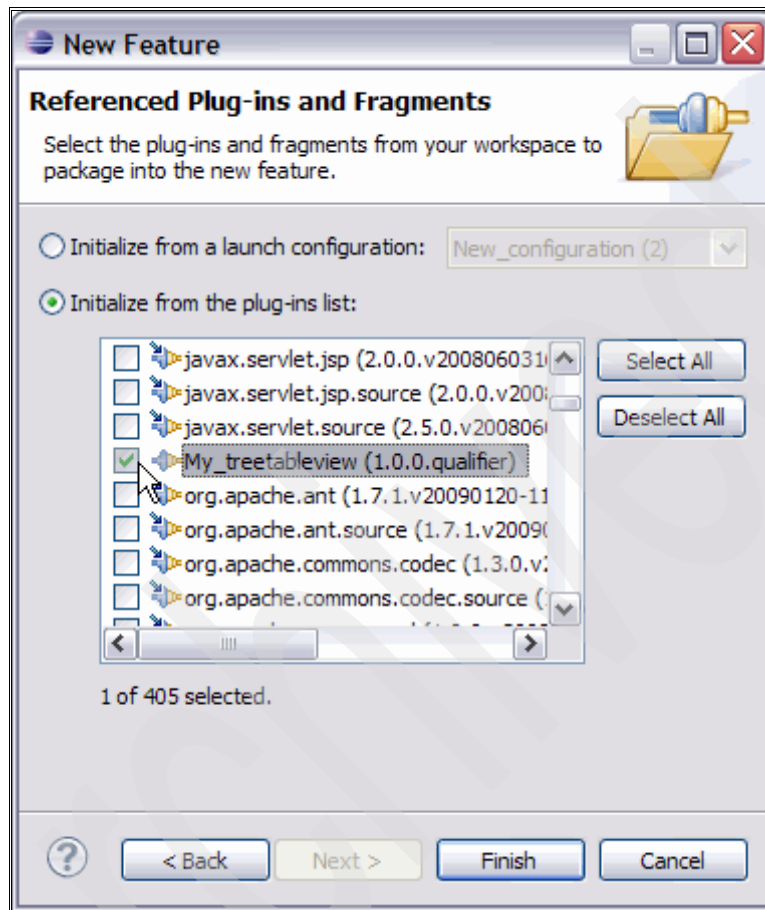 New Feature
Referenced Plug-ins and Fragments
Select the plug-ins and fragments from your workspace to
package into the new feature.
Initialize from a launch configuration: New_configuration (2)
Initialize from the plug-ins list:
javax.servlet.jsp (2.0.0.v2008060310 Select All
javax.servlet.jsp.source (2.0.0.v200
javax.servlet.source (2.5.0.v200806 Deselect All
My_treetableview (1.0.0.qualifier)
org.apache.ant (1.7.1.v20090120-11
org.apache.ant.source (1.7.1.v2009
org.apache.commons.codec (1.3.0.v
org.apache.commons.codec.source (
1 of 405 selected.
? < Back Next > Finish Cancel